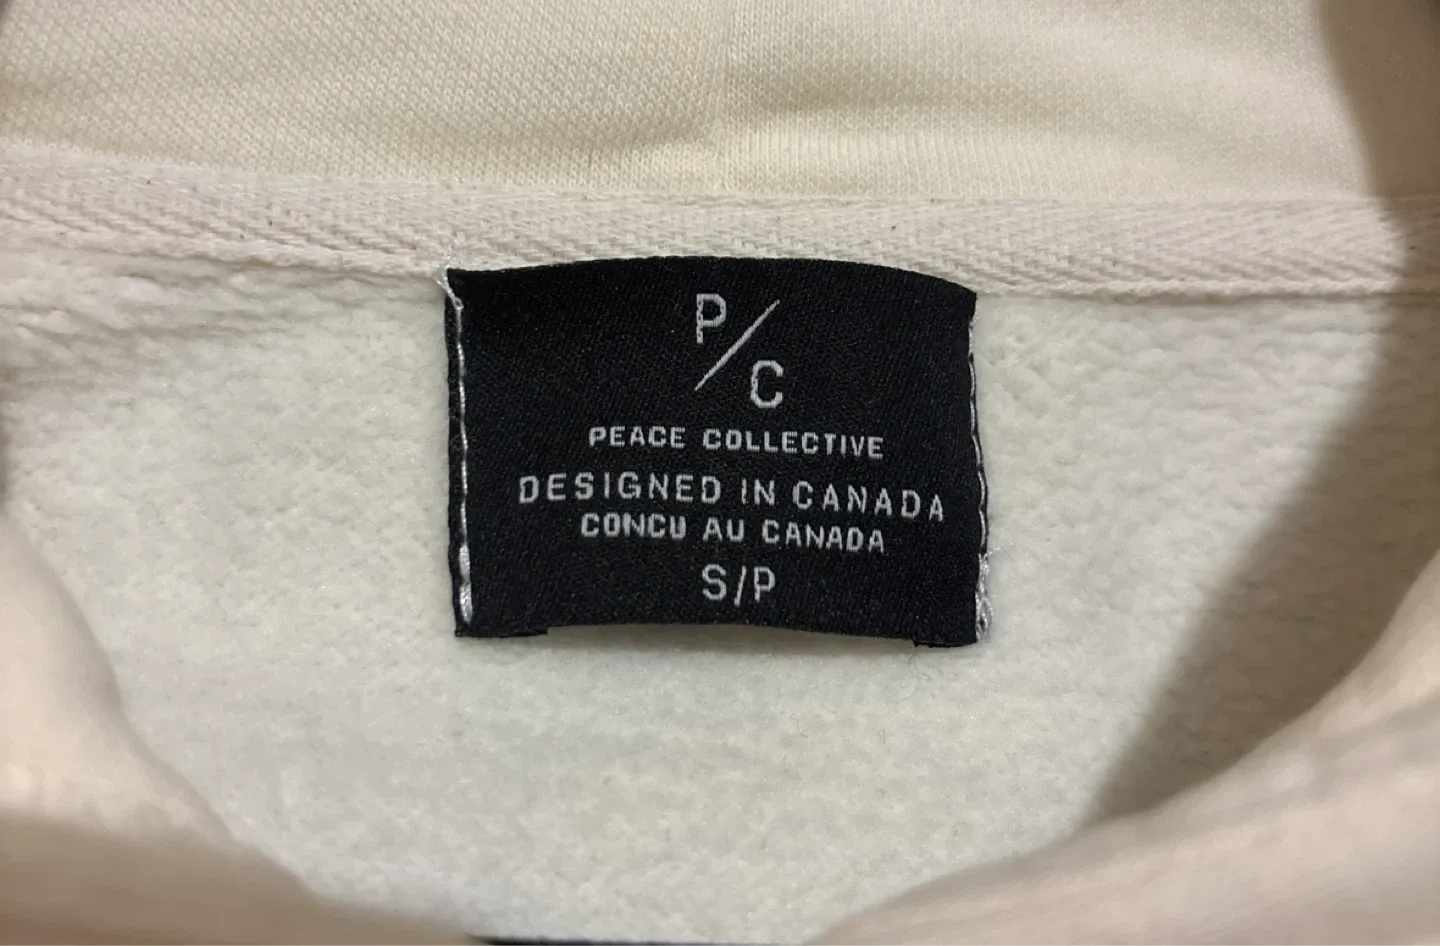 P/C
PEACE COLLECTIVE
DESIGNED IN CANADA
CONCU AU CANADA
S/P